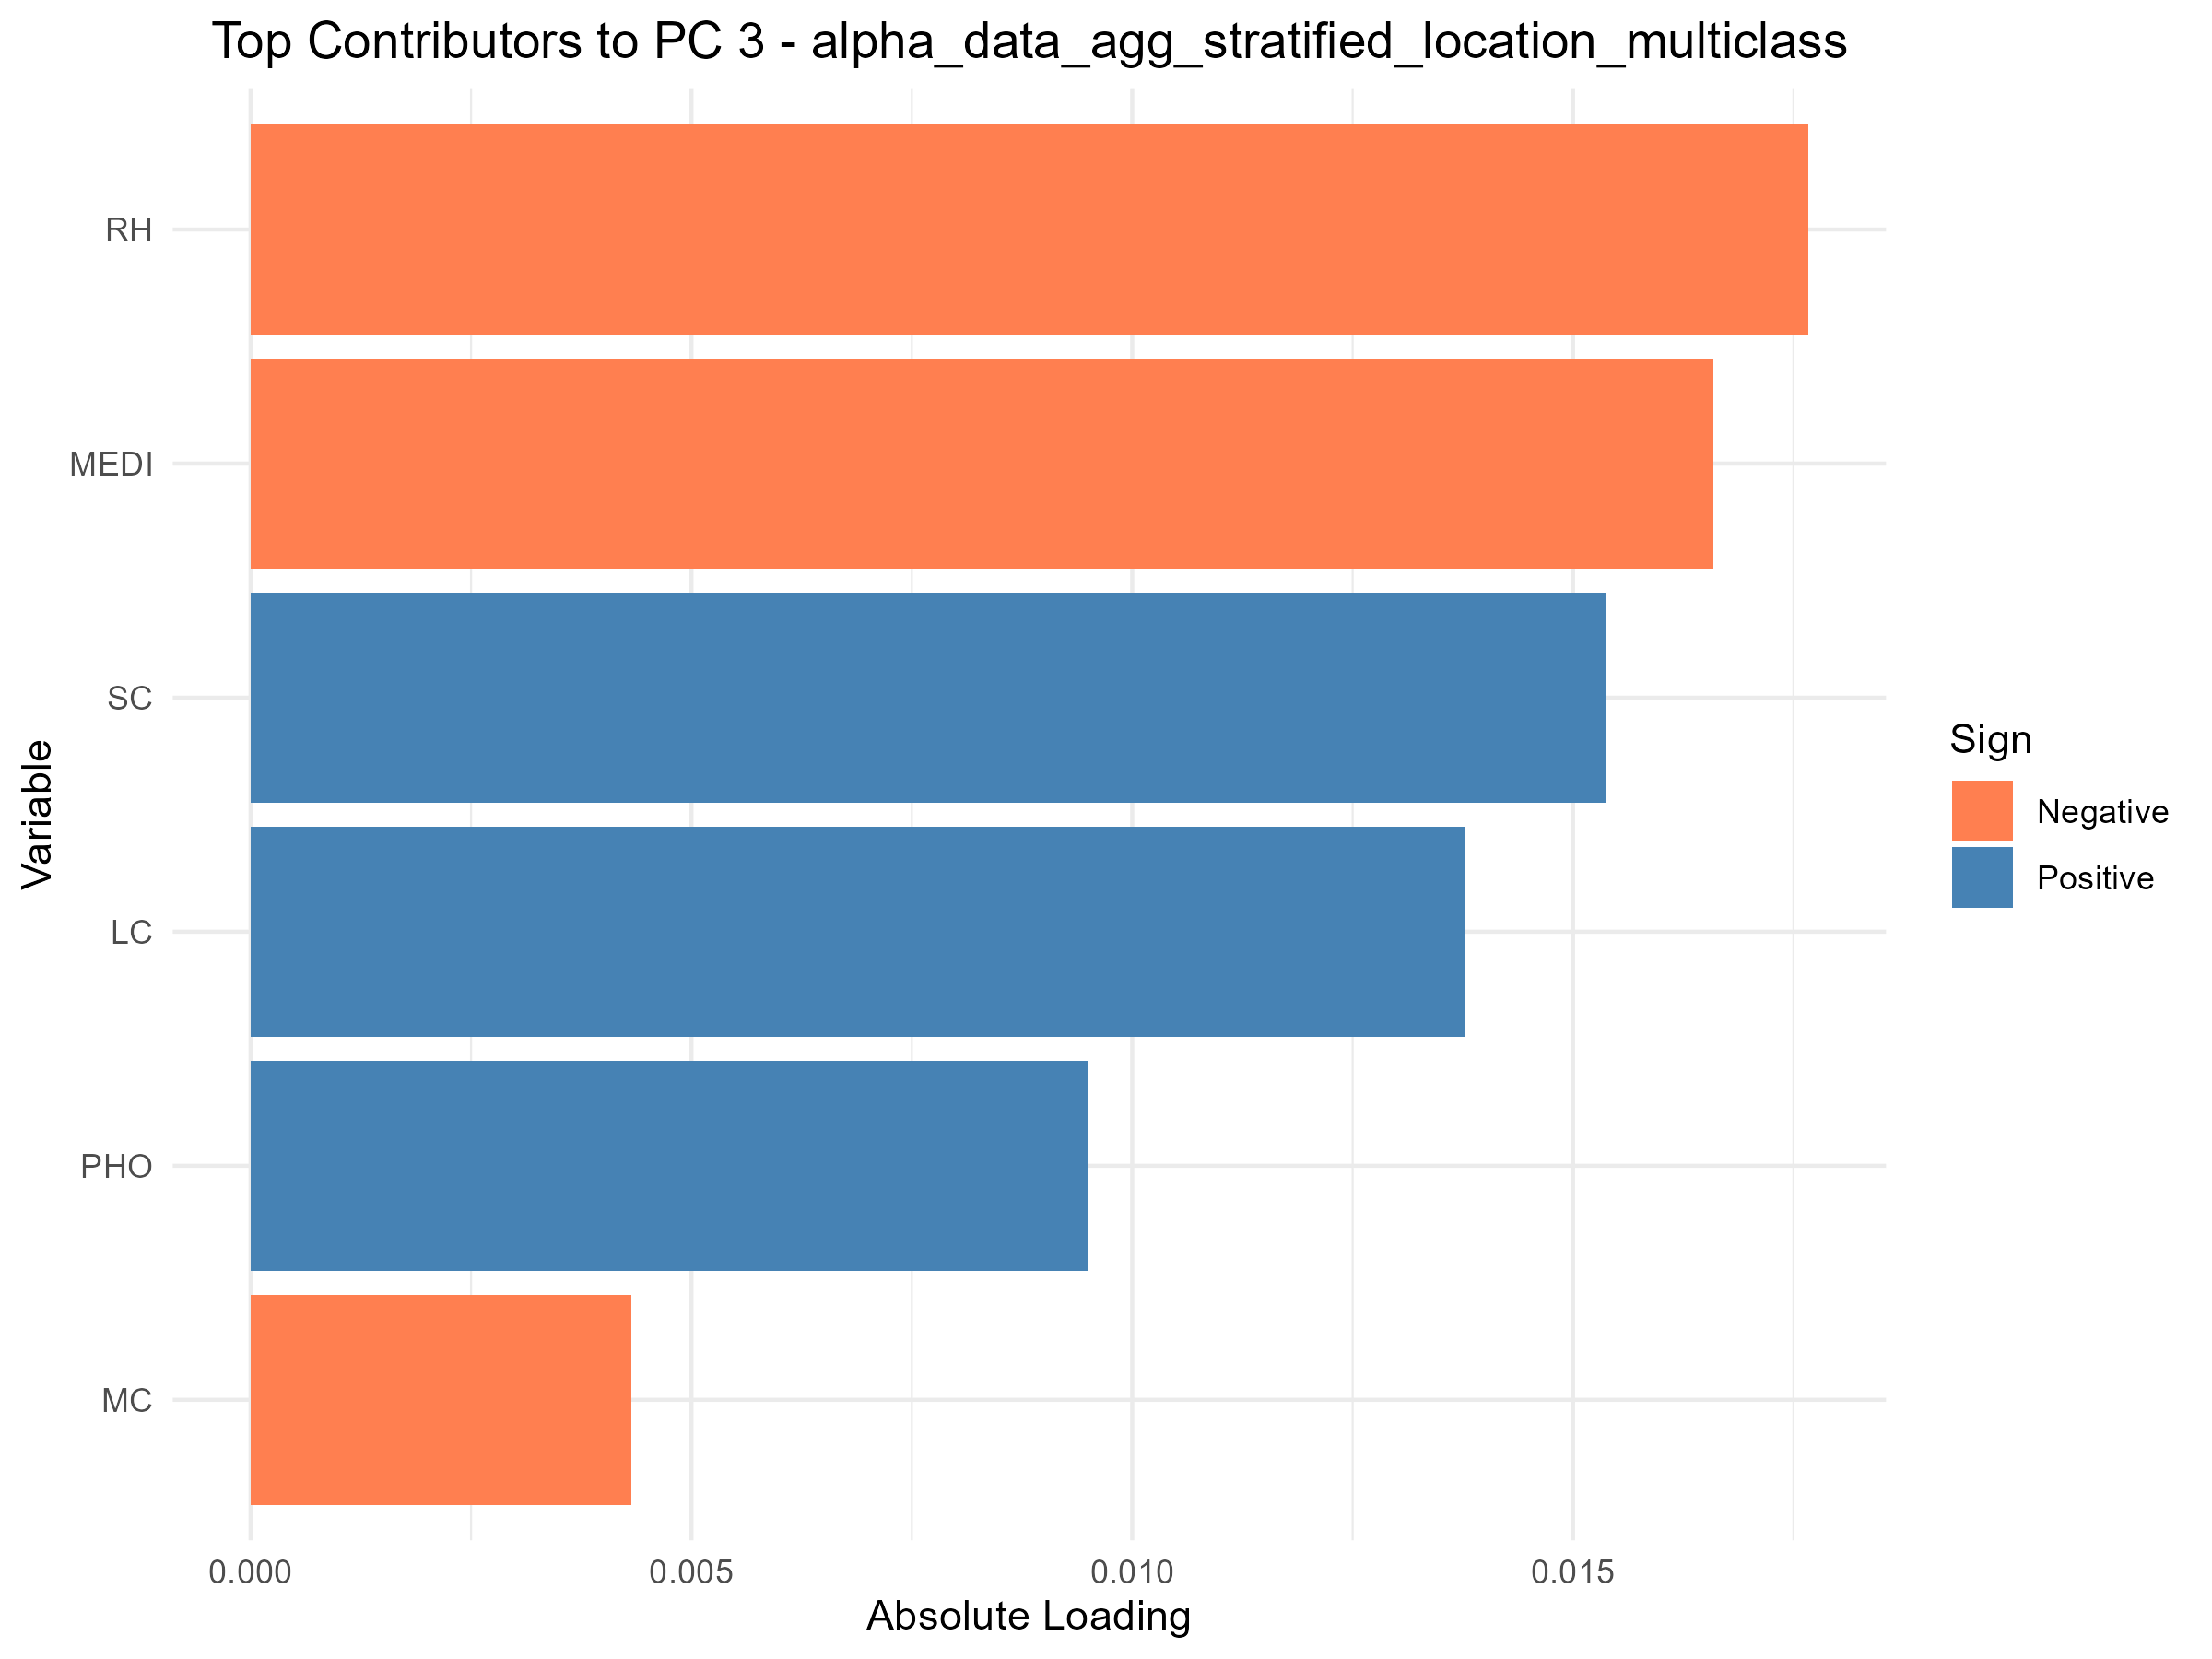 Top Contributors to PC 3 - alpha_data_agg_stratified_location_multiclass
RH
MEDI
SC
LC
PHO
MC
Variable
0.000 0.005 0.010 0.015
Absolute Loading
Sign
Negative
Positive